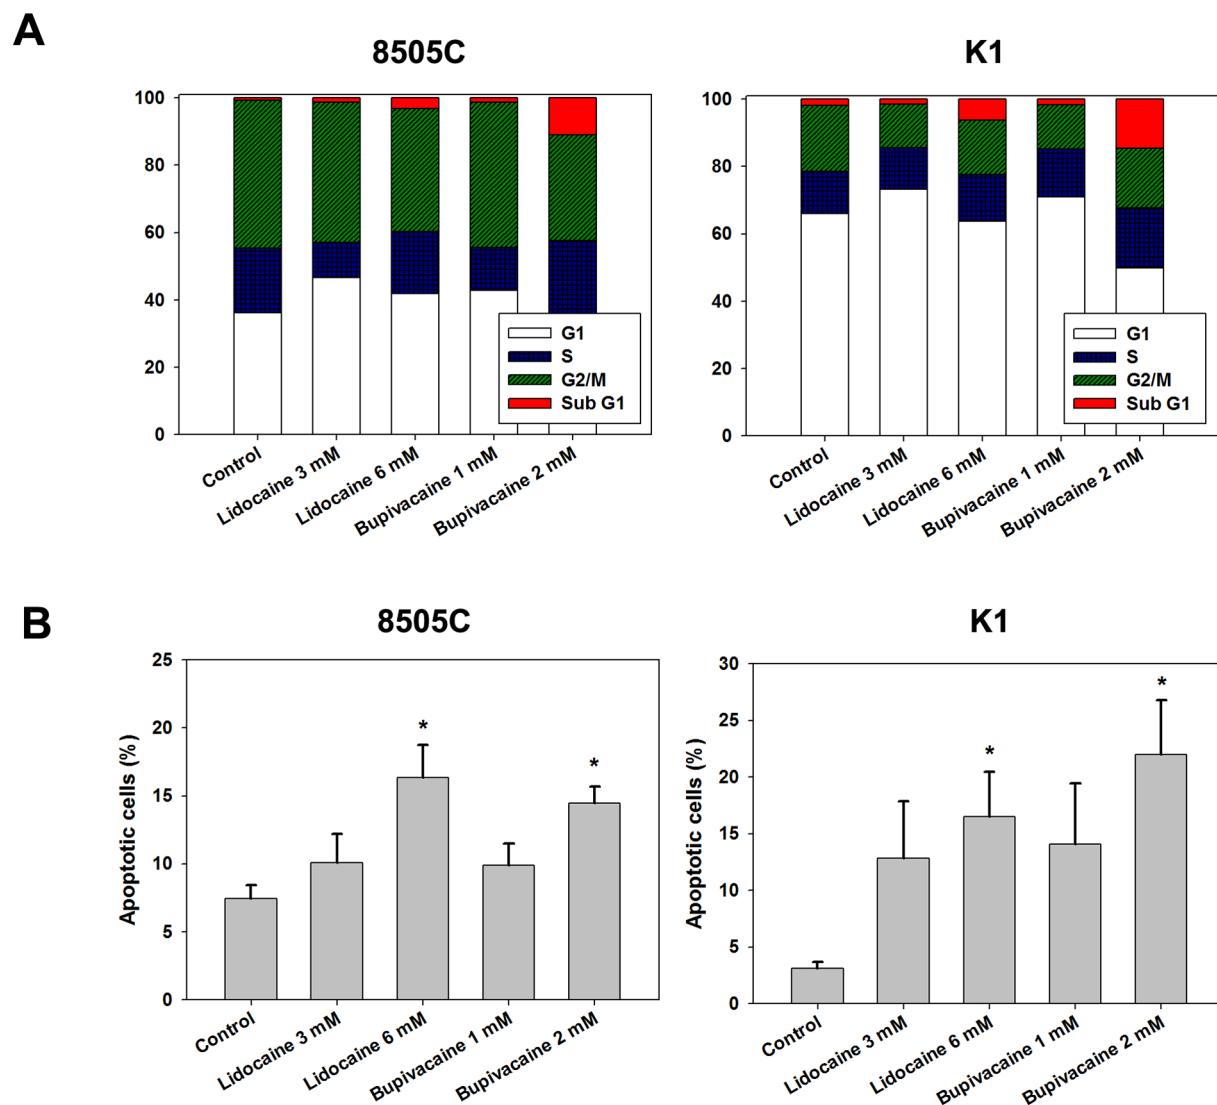 A
8505C
K1
100
80
60
40
20
0
G1
S
G2/M
Sub G1
Control
Lidocaine 3 mM
Lidocaine 6 mM
Bupivacaine 1 mM
Bupivacaine 2 mM
100
80
60
40
20
0
G1
S
G2/M
Sub G1
Control
Lidocaine 3 mM
Lidocaine 6 mM
Bupivacaine 1 mM
Bupivacaine 2 mM
B
8505C
K1
Apoptotic cells (%)
25
20
15
10
5
0
*
*
Control
Lidocaine 3 mM
Lidocaine 6 mM
Bupivacaine 1 mM
Bupivacaine 2 mM
Apoptotic cells (%)
30
25
20
15
10
5
0
*
*
Control
Lidocaine 3 mM
Lidocaine 6 mM
Bupivacaine 1 mM
Bupivacaine 2 mM